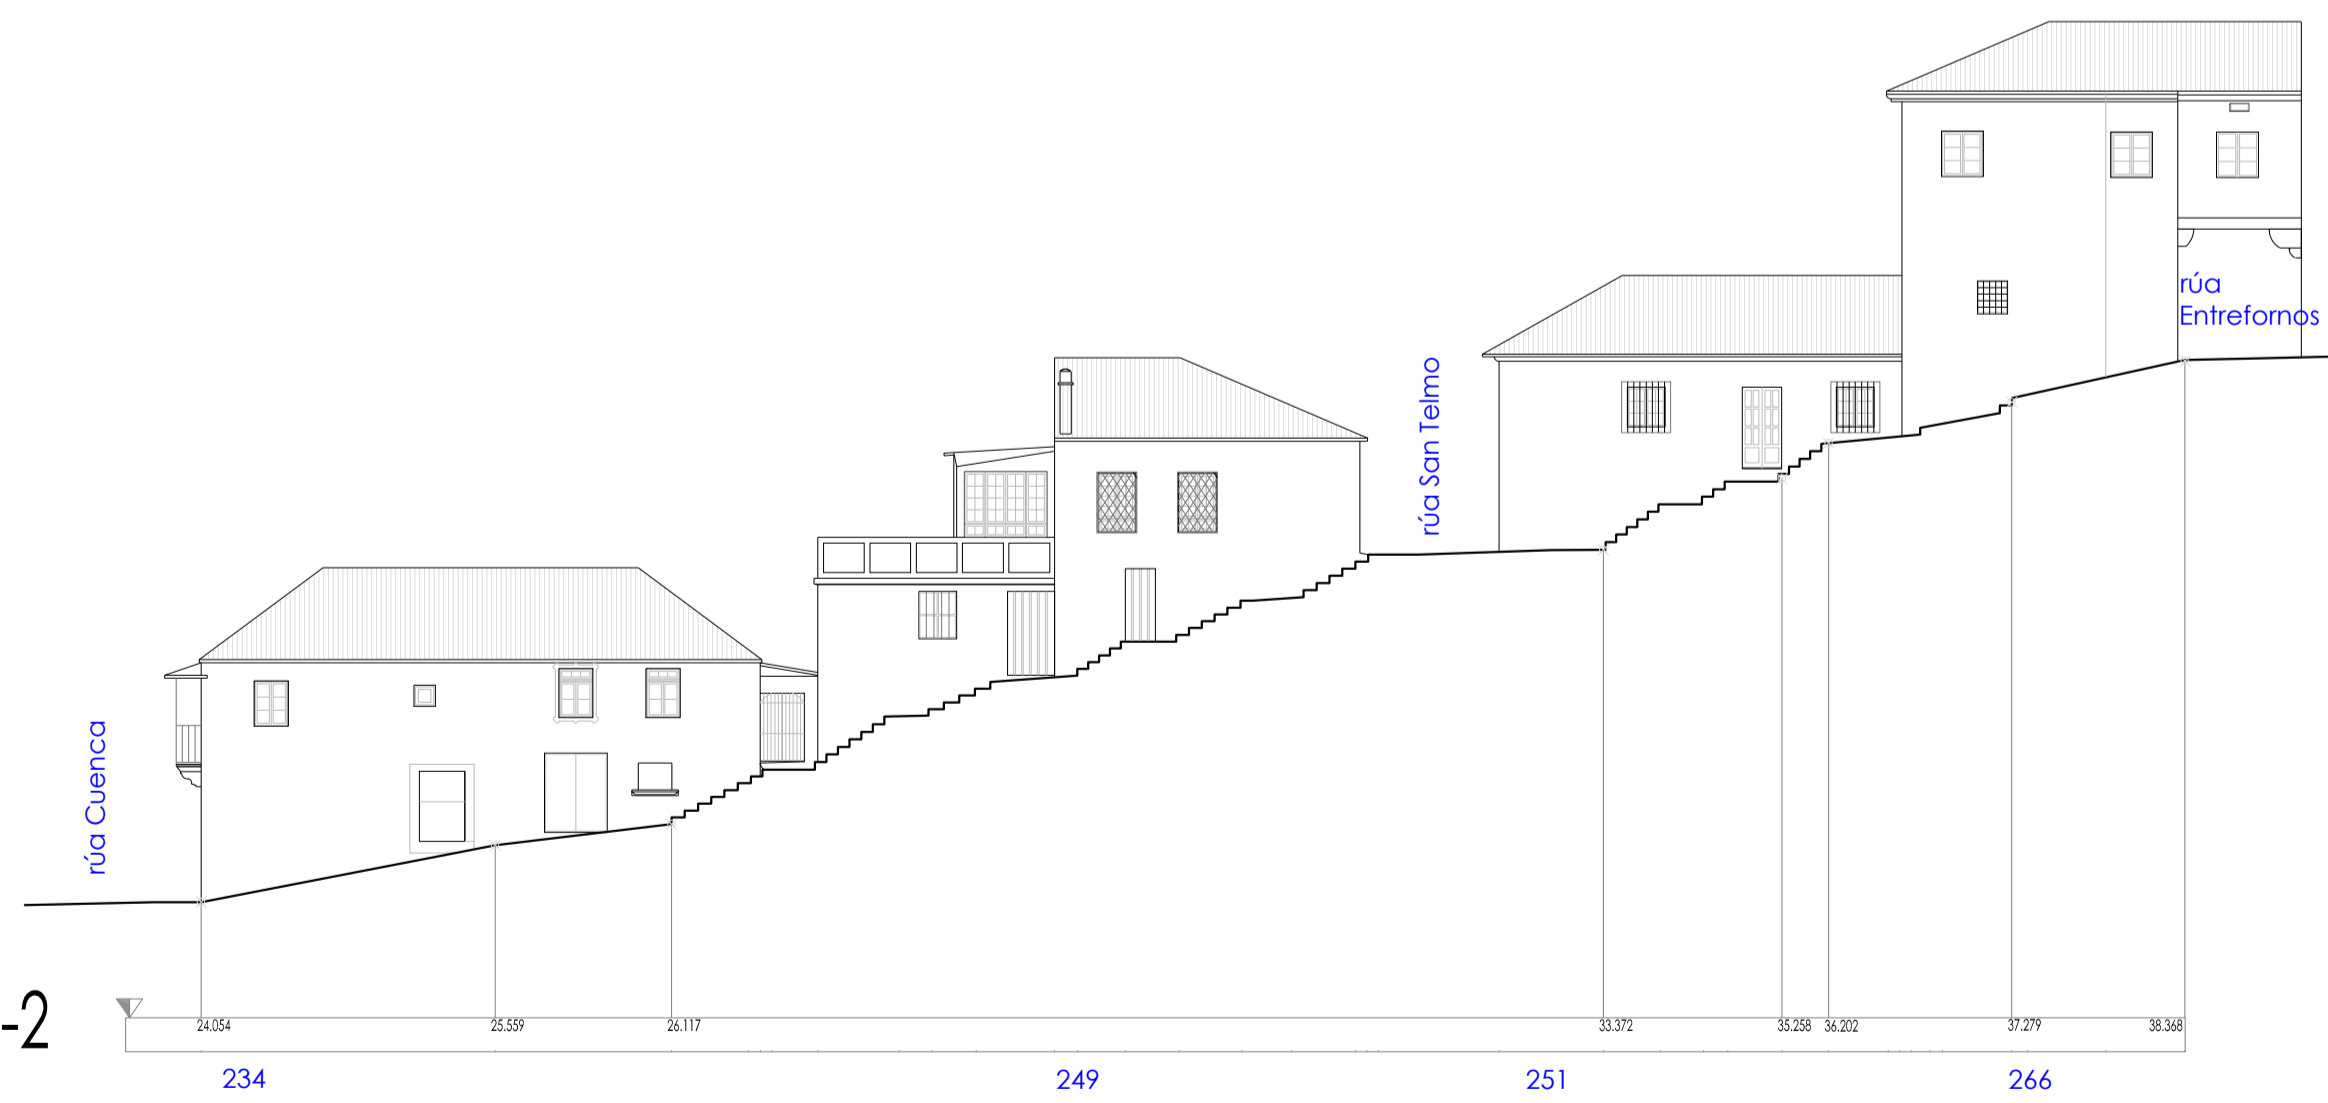 rúa
Entrefornos
rúa San Telmo
rúa Cuenca
-2
24.054 25.559 26.117 33.372 35.258 36.202 37.279 38.368
234 249 251 266